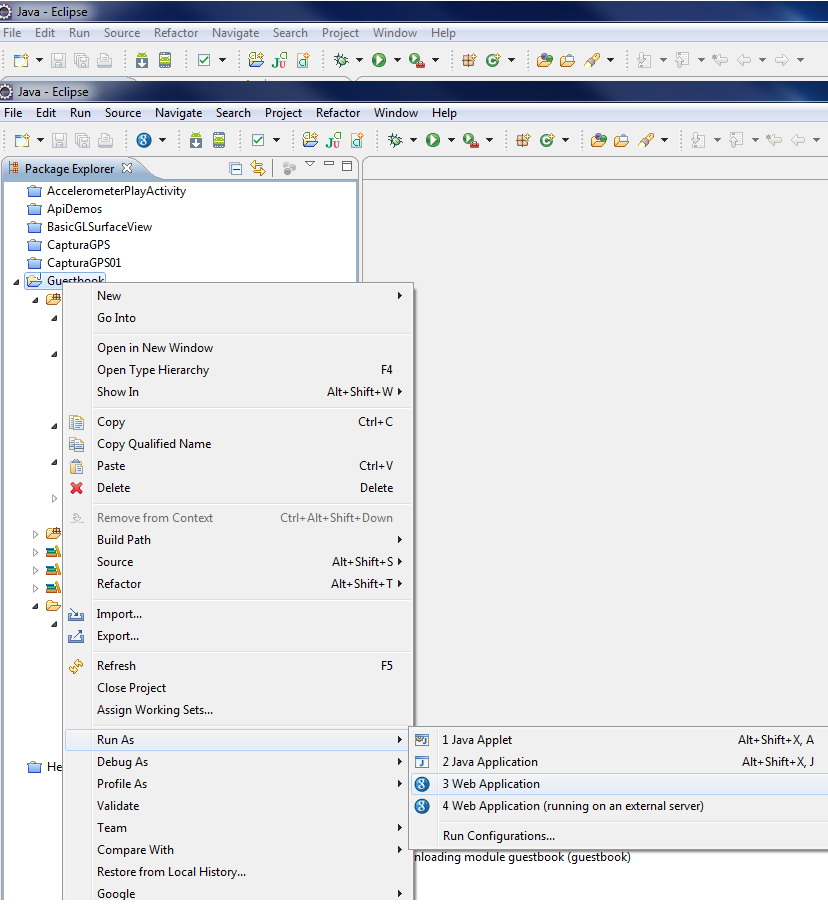 Java - Eclipse
File Edit Run Source Refactor Navigate Search Project Window Help
Java - Eclipse
File Edit Run Source Navigate Search Project Refactor Window Help
Package Explorer
AccelerometerPlayActivity
ApiDemos
BasicGLSurfaceView
CapturaGPS
CapturaGPS01
Guestbook
New
Go Into
Open in New Window
Open Type Hierarchy F4
Show In Alt+Shift+W
Copy Ctrl+C
Copy Qualified Name
Paste Ctrl+V
Delete Delete
Remove from Context Ctrl+Alt+Shift+Down
Build Path
Source Alt+Shift+S
Refactor Alt+Shift+T
Import...
Export...
Refresh F5
Close Project
Assign Working Sets...
Run As
1 Java Applet Alt+Shift+X, A
Debug As
2 Java Application Alt+Shift+X, J
He
Profile As
3 Web Application
Validate
4 Web Application (running on an external server)
Team
Run Configurations...
Compare With
nloading module guestbook (guestbook)
Restore from Local History...
Google